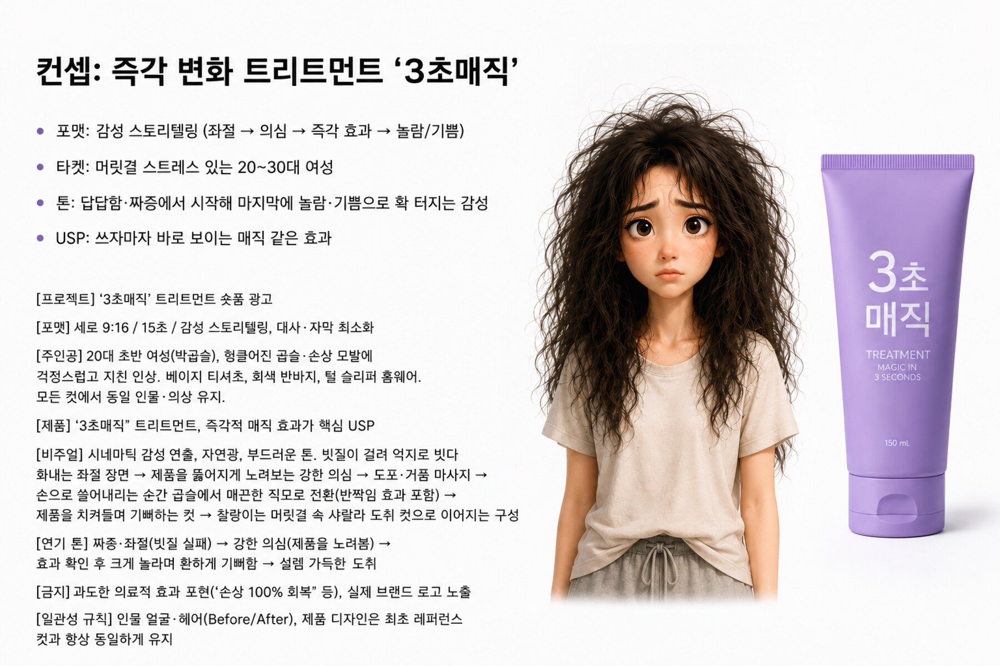 컨셉: 즉각 변화 트리트먼트 ‘3초매직’
• 포맷: 감성 스토리텔링 (좌절 → 의심 → 즉각 효과 → 놀람/기쁨)
• 타켓: 머릿결 스트레스 있는 20~30대 여성
• 톤: 답답함·짜증에서 시작해 마지막에 놀람·기쁨으로 확 터지는 감성
• USP: 쓰자마자 바로 보이는 매직 같은 효과
[프로젝트] ‘3초매직’ 트리트먼트 숏폼 광고
[포맷] 세로 9:16 / 15초 / 감성 스토리텔링, 대사·자막 최소화
[주인공] 20대 초반 여성(박곱슬), 헝클어진 곱슬·손상 모발에
걱정스럽고 지친 인상. 베이지 티셔츠, 회색 반바지, 털 슬리퍼 홈웨어.
모든 컷에서 동일 인물·의상 유지.
[제품] ‘3초매직” 트리트먼트, 즉각적 매직 효과가 핵심 USP
[비주얼] 시네마틱 감성 연출, 자연광, 부드러운 톤. 빗질이 걸려 억지로 빗다
화내는 좌절 장면 → 제품을 뚫어지게 노려보는 강한 의심 → 도포·거품 마사지 →
손으로 쓸어내리는 순간 곱슬에서 매끈한 직모로 전환(반짝임 효과 포함) →
제품을 치켜들며 기뻐하는 컷 → 찰랑이는 머릿결 속 샤랄라 도취 컷으로 이어지는 구성
[연기 톤] 짜종·좌절(빗질 실패) → 강한 의심(제품을 노려봄) →
효과 확인 후 크게 놀라며 환하게 기뻐함 → 설렘 가득한 도취
[금지] 과도한 의료적 효과 표현(‘손상 100% 회복” 등), 실제 브랜드 로고 노출
[일관성 규칙] 인물 얼굴·헤어(Before/After), 제품 디자인은 최초 레퍼런스
컷과 항상 동일하게 유지
3초
매직
TREATMENT
MAGIC IN
3 SECONDS
150 mL